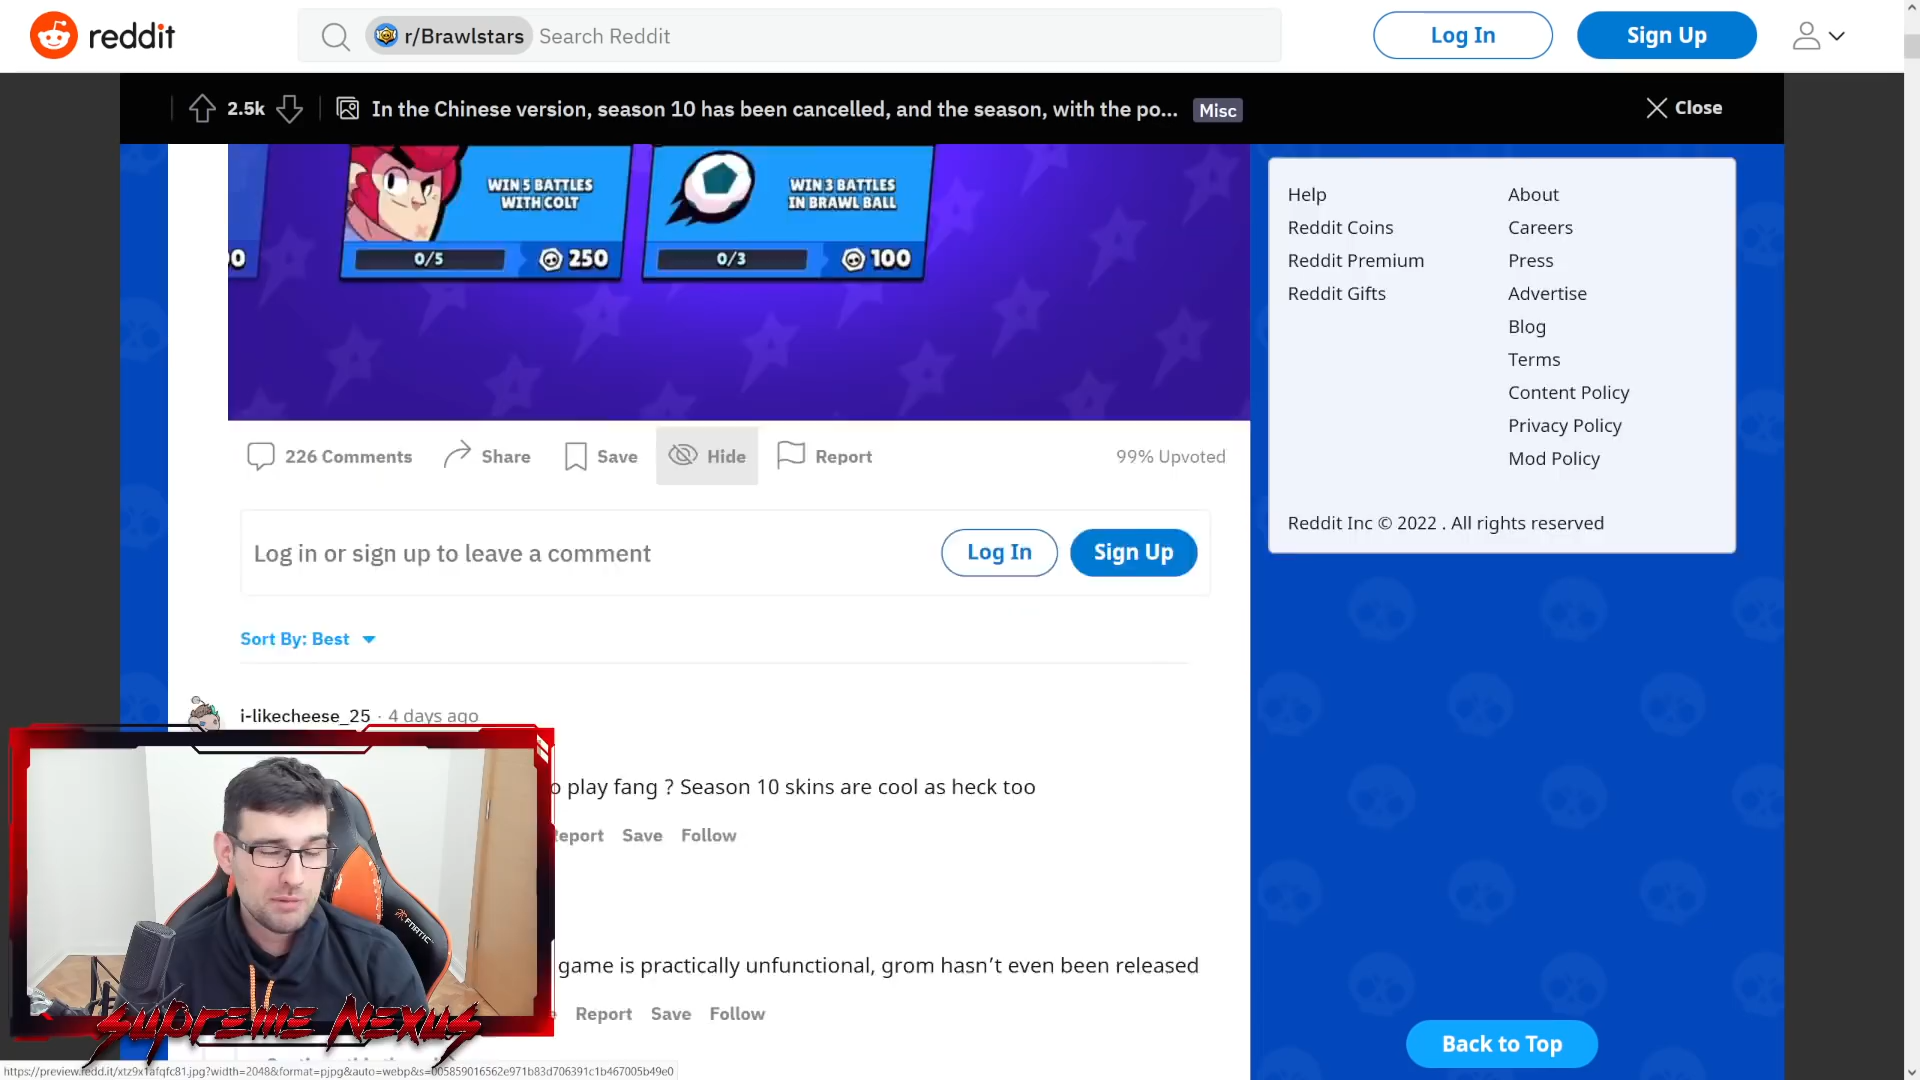 reddit
r/Brawlstars
Search Reddit
Log In
Sign Up
2.5k
In the Chinese version, season 10 has been cancelled, and the season, with the po...
Misc
Close
WIN 5 BATTLES
WITH COLT
WIN 3 BATTLES
IN BRAWL BALL
0/5
250
0/3
100
Help
About
Reddit Coins
Careers
Reddit Premium
Press
Reddit Gifts
Advertise
Blog
Terms
Content Policy
Privacy Policy
Mod Policy
Reddit Inc © 2022 . All rights reserved
226 Comments
Share
Save
Hide
Report
99% Upvoted
Log in or sign up to leave a comment
Log In
Sign Up
Sort By: Best
i-likecheese_25 · 4 days ago
play fang ? Season 10 skins are cool as heck too
Save
Follow
game is practically unfunctional, grom hasn't even been released
Report
Save
Follow
FNATIC
SUPREME NEXUS
Back to Top